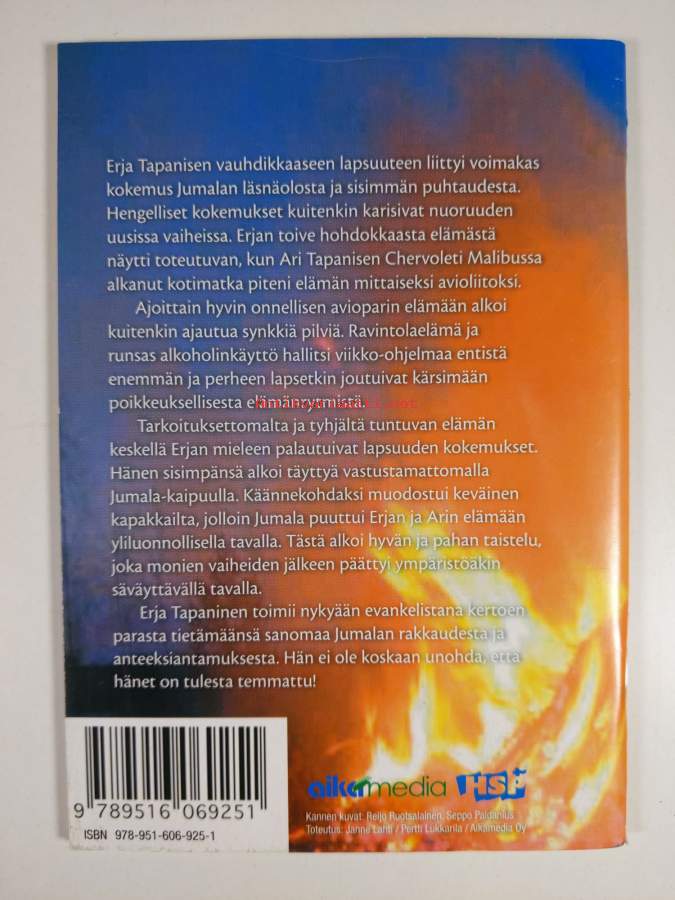 Erja Tapanisen vauhdikkaaseen lapsuuteen liittyi voimakas
kokemus Jumalan läsnäolosta ja sisimmän puhtaudesta.
Hengelliset kokemukset kuitenkin karisivat nuoruuden
uusissa vaiheissa. Erjan toive hohdokkaasta elämästä
näytti toteutuvan, kun Ari Tapanisen Chervoleti Malibussa
alkanut kotimatka piteni elämän mittaiseksi avioliitoksi.
Ajoittain hyvin onnellisen avioparin elämään alkoi
kuitenkin ajautua synkkiä pilviä. Ravintolaelämä ja
runsas alkoholinkäyttö hallitsi viikko-ohjelmaa entistä
enemmän ja perheen lapsetkin joutuivat kärsimään
poikkeuksellisesta elämänrytmistä.
Tarkoituksettomalta ja tyhjältä tuntuvan elämän
keskellä Erjan mieleen palautuivat lapsuuden kokemukset.
Hänen sisimpänsä alkoi täyttyä vastustamattomalla
Jumala-kaipuulla. Käännekohdaksi muodostui keväinen
kapakkailta, jolloin Jumala puuttui Erjan ja Arin elämään
yliluonnollisella tavalla. Tästä alkoi hyvän ja pahan taistelu,
joka monien vaiheiden jälkeen päättyi ympäristöäkin
säväyttävällä tavalla.
Erja Tapaninen toimii nykyään evankelistana kertoen
parasta tietämäänsä sanomaa Jumalan rakkaudesta ja
anteeksiantamuksesta. Hän ei ole koskaan unohda, että
hänet on tulesta temmattu!
9 789516 069251
ISBN 978-951-606-925-1
aikamedia HSF
Kannen kuvat: Reijo Ruotsalainen, Seppo Paldanius
Toteutus: Janne Lahti / Pertti Lukkarila / Aikamedia Oy